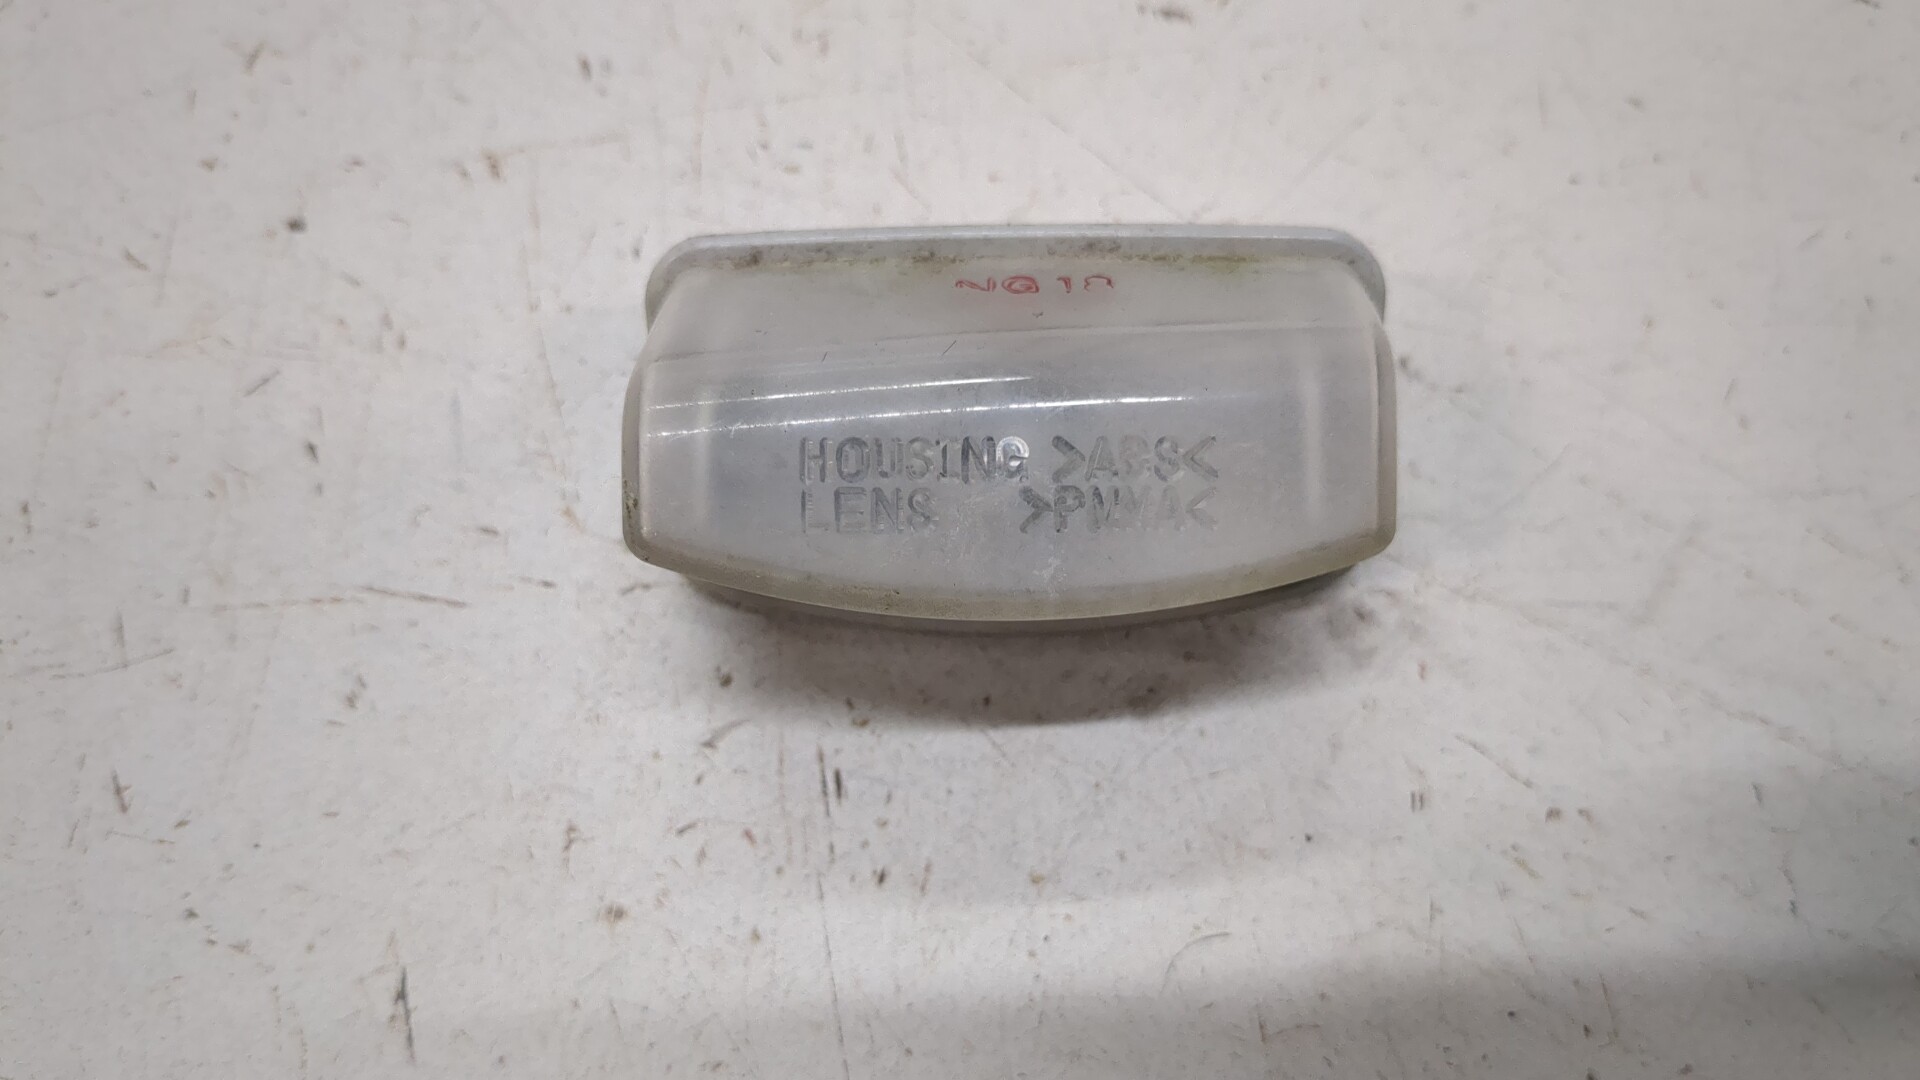 HOUSING >ABS<
LENS >PMMA<